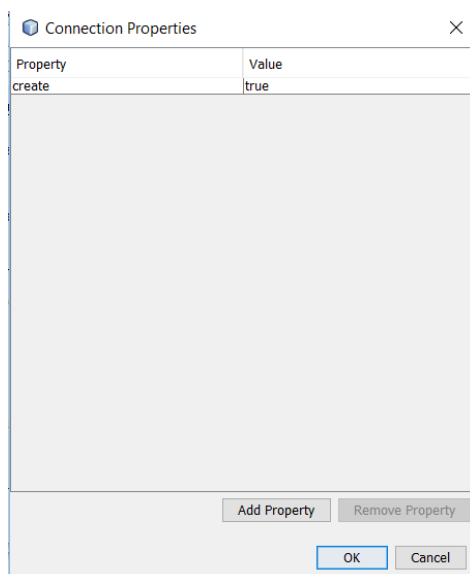 Connection Properties
Property Value
create true
Add Property Remove Property
OK Cancel